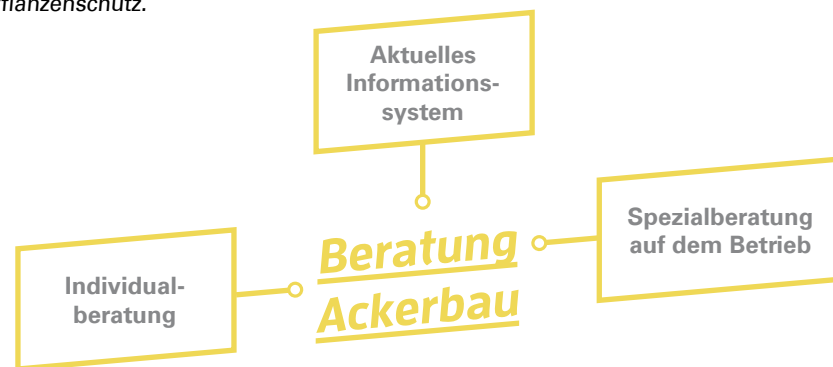 flanzenschutz.
Aktuelles
Informations-
system
Spezialberatung
auf dem Betrieb
Beratung
Ackerbau
Individual-
beratung